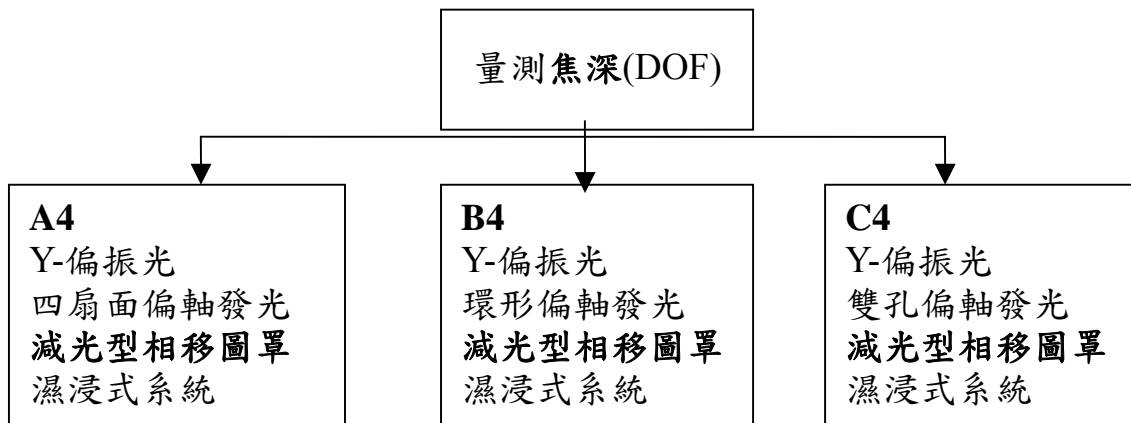 量測焦深(DOF)
A4
Y-偏振光
四扇面偏軸發光
減光型相移圖罩
濕浸式系統
B4
Y-偏振光
環形偏軸發光
減光型相移圖罩
濕浸式系統
C4
Y-偏振光
雙孔偏軸發光
減光型相移圖罩
濕浸式系統